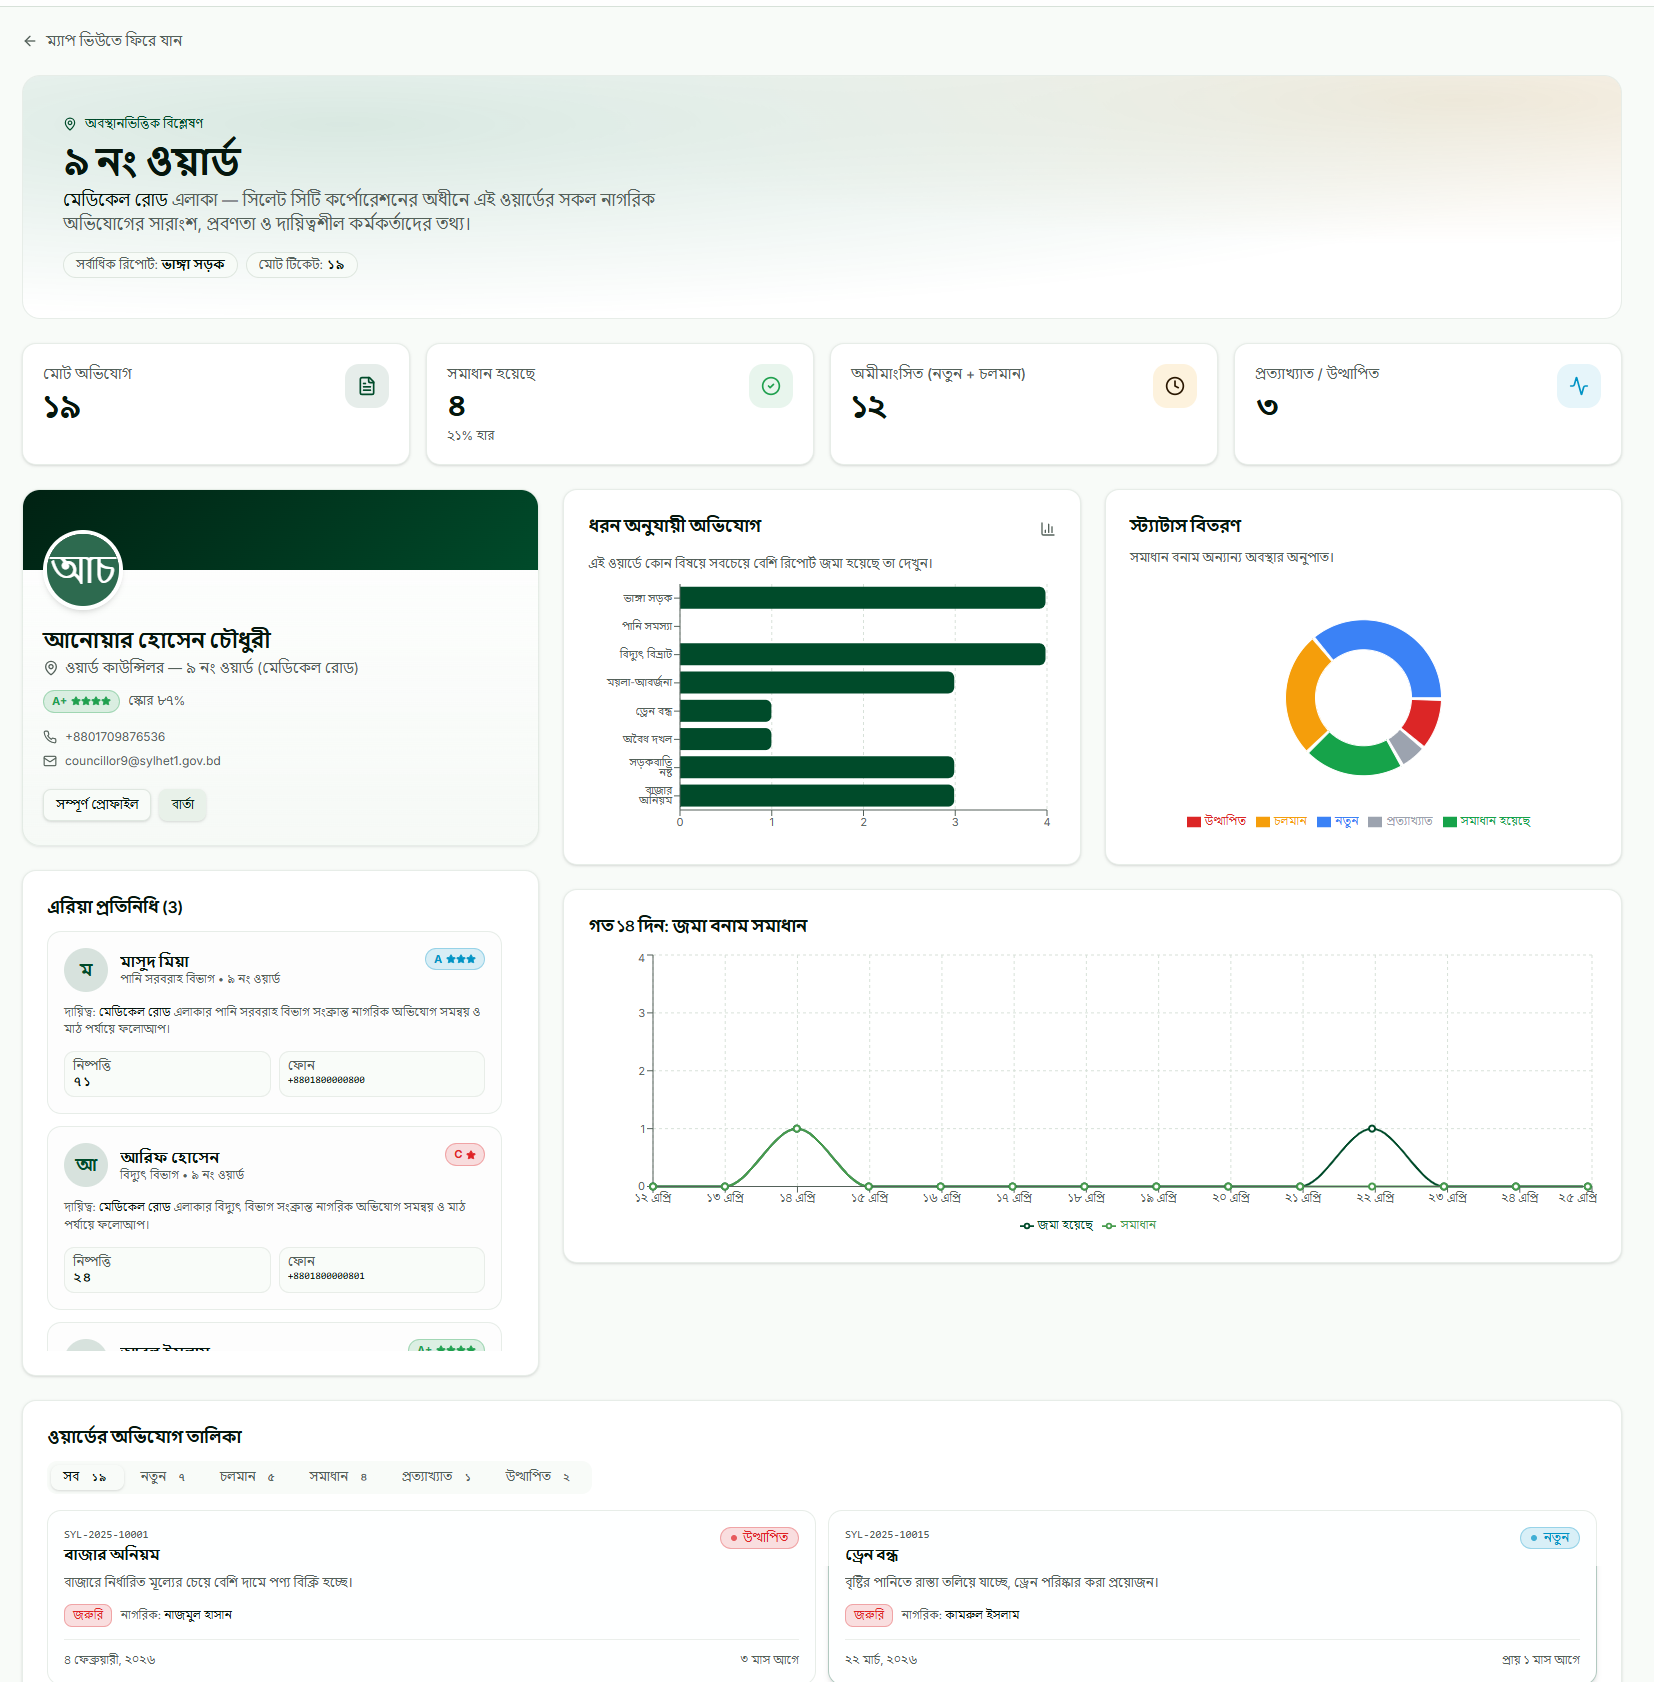 ম্যাপ ভিউতে ফিরে যান
অবস্থানভিত্তিক বিশ্লেষণ
৯ নং ওয়ার্ড
মেডিকেল রোড এলাকা — সিলেট সিটি কর্পোরেশনের অধীনে এই ওয়ার্ডের সকল নাগরিক
অভিযোগের সারাংশ, প্রবণতা ও দায়িত্বশীল কর্মকর্তাদের তথ্য।
সর্বাধিক রিপোর্ট: ভাঙ্গা সড়ক মোট টিকেট: ১৯
মোট অভিযোগ
১৯
সমাধান হয়েছে
৪
২১% হার
অমীমাংসিত (নতুন + চলমান)
১২
প্রত্যাখ্যাত / উত্থাপিত
৩
আচ
আনোয়ার হোসেন চৌধুরী
ওয়ার্ড কাউন্সিলর — ৯ নং ওয়ার্ড (মেডিকেল রোড)
A+ ★★★★ স্কোর ৮৭%
+8801709876536
councillor9@sylhet1.gov.bd
সম্পূর্ণ প্রোফাইল বার্তা
ধরন অনুযায়ী অভিযোগ
এই ওয়ার্ডে কোন বিষয়ে সবচেয়ে বেশি রিপোর্ট জমা হয়েছে তা দেখুন।
ভাঙ্গা সড়ক
পানি সমস্যা
বিদ্যুৎ বিভ্রাট
ময়লা-আবর্জনা
ড্রেন বন্ধ
অবৈধ দখল
সড়কবাতি
নষ্ট
বাজার
অনিয়ম
0 1 2 3 4
স্ট্যাটাস বিতরণ
সমাধান বনাম অন্যান্য অবস্থার অনুপাত।
উত্থাপিত চলমান নতুন প্রত্যাখ্যাত সমাধান হয়েছে
এরিয়া প্রতিনিধি (3)
ম
মাসুদ মিয়া
A ★★★
পানি সরবরাহ বিভাগ • ৯ নং ওয়ার্ড
দায়িত্ব: মেডিকেল রোড এলাকার পানি সরবরাহ বিভাগ সংক্রান্ত নাগরিক অভিযোগ সমন্বয় ও
মাঠ পর্যায়ে ফলোআপ।
নিষ্পত্তি
৭১
ফোন
+8801800000800
আ
আরিফ হোসেন
C ★
বিদ্যুৎ বিভাগ • ৯ নং ওয়ার্ড
দায়িত্ব: মেডিকেল রোড এলাকার বিদ্যুৎ বিভাগ সংক্রান্ত নাগরিক অভিযোগ সমন্বয় ও মাঠ
পর্যায়ে ফলোআপ।
নিষ্পত্তি
২৪
ফোন
+8801800000801
A+ ★★★★
গত ১৪ দিন: জমা বনাম সমাধান
4
3
2
1
0
১২ এপ্রি ১৩ এপ্রি ১৪ এপ্রি ১৫ এপ্রি ১৬ এপ্রি ১৭ এপ্রি ১৮ এপ্রি ১৯ এপ্রি ২০ এপ্রি ২১ এপ্রি ২২ এপ্রি ২৩ এপ্রি ২৪ এপ্রি ২৫ এপ্রি
জমা হয়েছে সমাধান
ওয়ার্ডের অভিযোগ তালিকা
সব ১৯ নতুন ৭ চলমান ৫ সমাধান ৪ প্রত্যাখ্যাত ১ উত্থাপিত ২
SYL-2025-10001
উত্থাপিত
বাজার অনিয়ম
বাজারে নির্ধারিত মূল্যের চেয়ে বেশি দামে পণ্য বিক্রি হচ্ছে।
জরুরি নাগরিক: নাজমুল হাসান
৪ ফেব্রুয়ারী, ২০২৬ ৩ মাস আগে
SYL-2025-10015
নতুন
ড্রেন বন্ধ
বৃষ্টির পানিতে রাস্তা তলিয়ে যাচ্ছে, ড্রেন পরিষ্কার করা প্রয়োজন।
জরুরি নাগরিক: কামরুল ইসলাম
২২ মার্চ, ২০২৬ প্রায় ১ মাস আগে